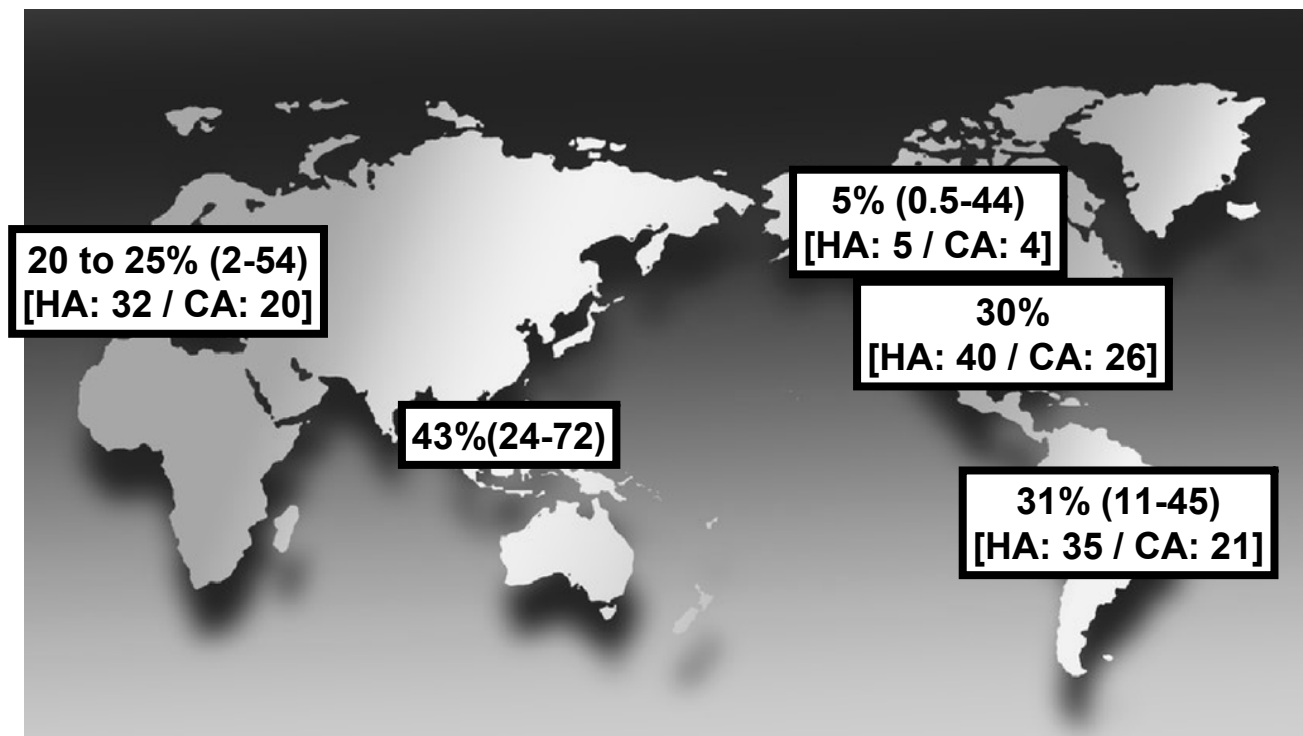 20 to 25% (2-54)
[HA: 32 / CA: 20]
5% (0.5-44)
[HA: 5 / CA: 4]
30%
[HA: 40 / CA: 26]
43%(24-72)
31% (11-45)
[HA: 35 / CA: 21]